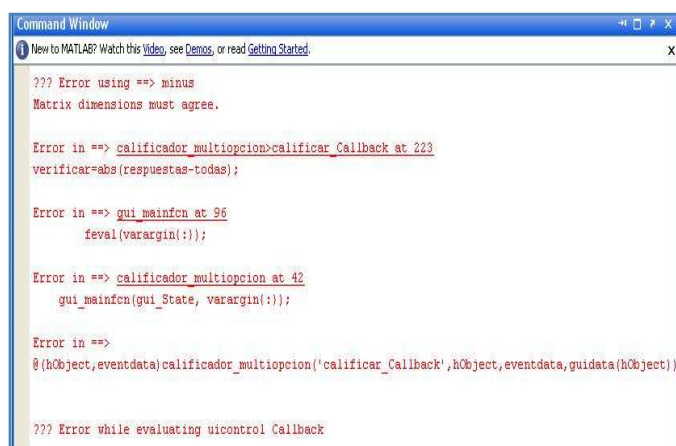 Command Window
New to MATLAB? Watch this Video, see Demos, or read Getting Started.
??? Error using ==> minus
Matrix dimensions must agree.
Error in ==> calificador_multiopcion>calificar_Callback at 223
verificar=abs(respuestas-todas);
Error in ==> gui_mainfcn at 96
feval(varargin{:});
Error in ==> calificador_multiopcion at 42
gui_mainfcn(gui_State, varargin{:});
Error in ==>
@(hObject,eventdata)calificador_multiopcion('calificar_Callback',hObject,eventdata,guidata(hObject))
??? Error while evaluating uicontrol Callback